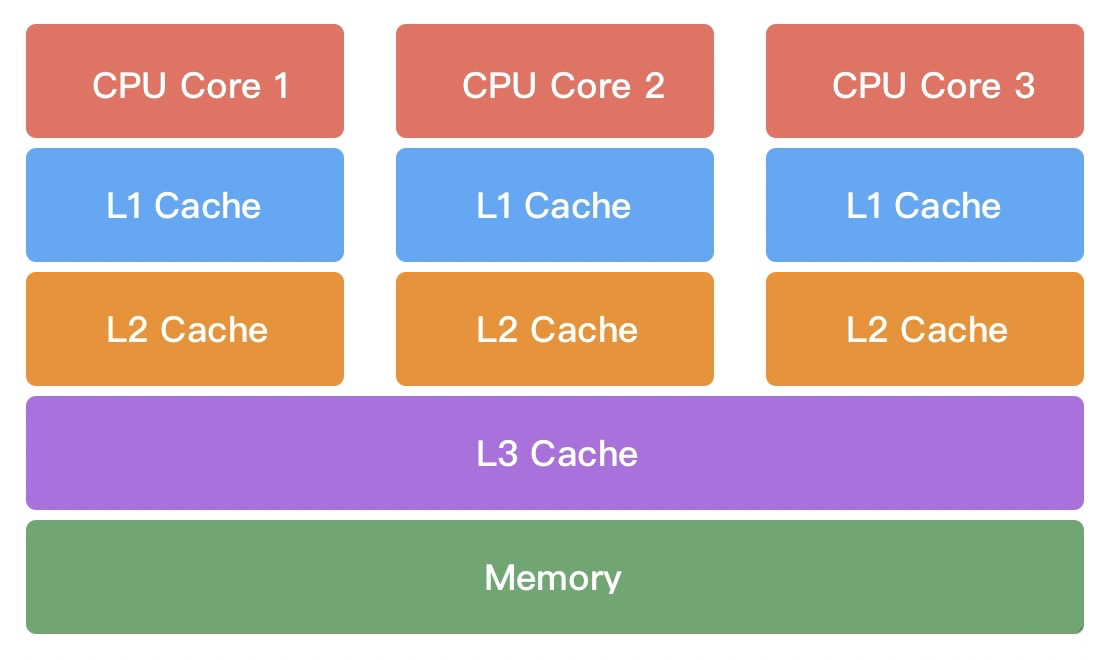 CPU Core 1
CPU Core 2
CPU Core 3
L1 Cache
L1 Cache
L1 Cache
L2 Cache
L2 Cache
L2 Cache
L3 Cache
Memory